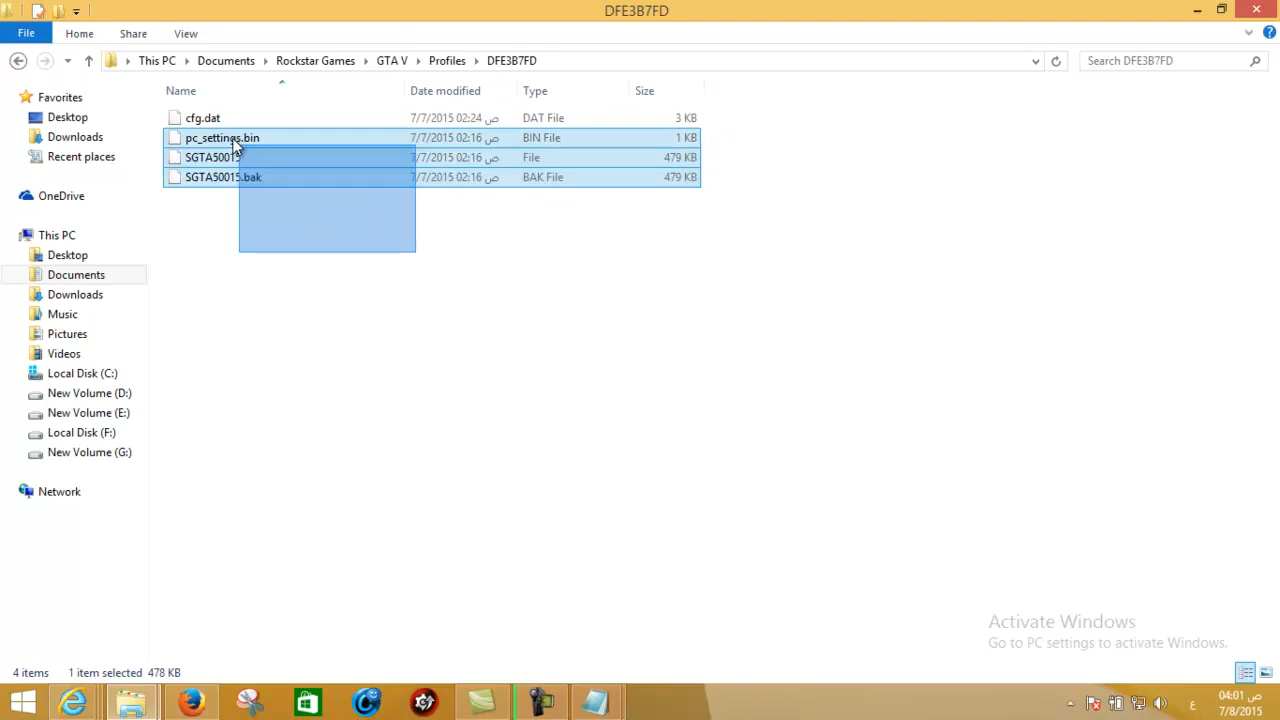 DFE3B7FD
File Home Share View
This PC Documents Rockstar Games GTA V Profiles DFE3B7FD
Search DFE3B7FD
Name Date modified Type Size
cfg.dat 7/7/2015 02:24 ص DAT File 3 KB
pc_settings.bin 7/7/2015 02:16 ص BIN File 1 KB
SGTA50015 7/7/2015 02:16 ص File 479 KB
SGTA50015.bak 7/7/2015 02:16 ص BAK File 479 KB
Favorites
Desktop
Downloads
Recent places
OneDrive
This PC
Desktop
Documents
Downloads
Music
Pictures
Videos
Local Disk (C:)
New Volume (D:)
New Volume (E:)
Local Disk (F:)
New Volume (G:)
Network
Activate Windows
Go to PC settings to activate Windows.
4 items 1 item selected 478 KB
ع
04:01 ص
7/8/2015